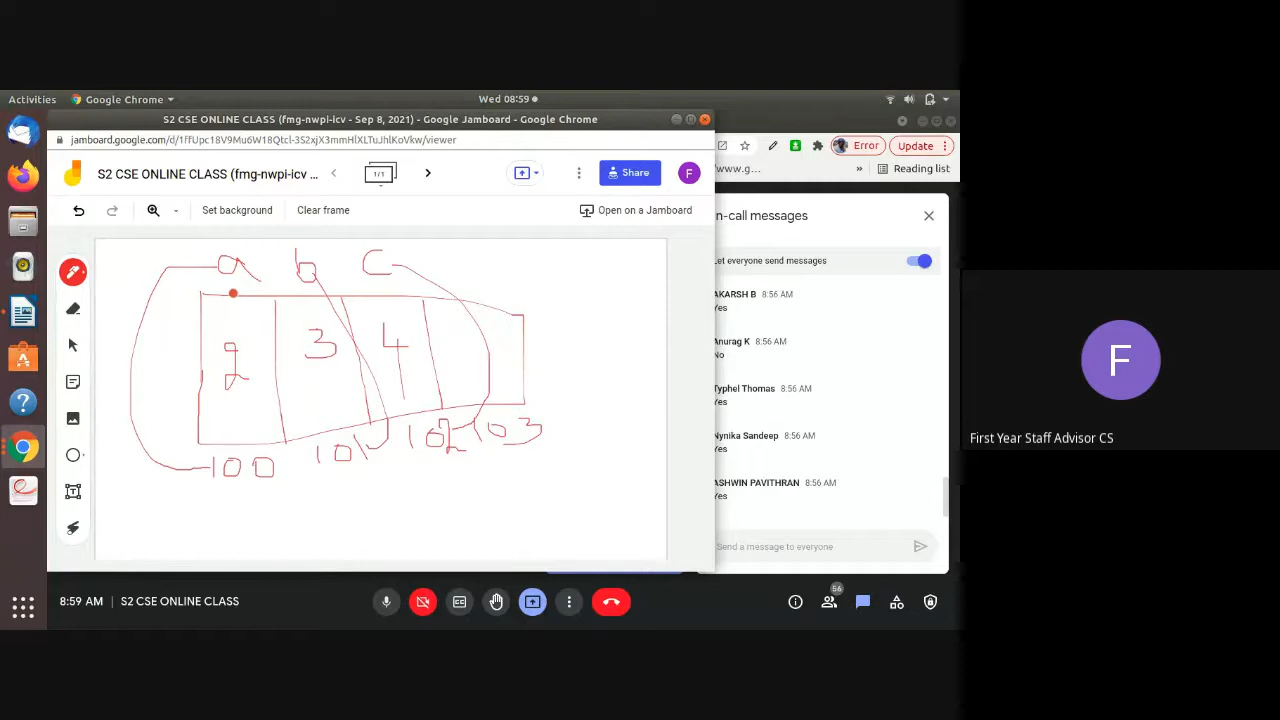 Activities Google Chrome Wed 08:59
S2 CSE ONLINE CLASS (fmg-nwpi-icv - Sep 8, 2021) - Google Jamboard - Google Chrome
jamboard.google.com/d/1ffUpc18V9Mu6W18Qtcl-3S2xjX3mmHlXLTuJhlKoVkw/viewer
Error Update
/www.g... » Reading list
S2 CSE ONLINE CLASS (fmg-nwpi-icv ... 1/1 Share F
Set background Clear frame Open on a Jamboard
a b c
2 3 4
100 101 102 103
n-call messages
Let everyone send messages
AKARSH B 8:56 AM
Yes
Anurag K 8:56 AM
No
Typhel Thomas 8:56 AM
Yes
Nynika Sandeep 8:56 AM
Yes
ASHWIN PAVITHRAN 8:56 AM
Yes
Send a message to everyone
8:59 AM S2 CSE ONLINE CLASS 56
F
First Year Staff Advisor CS